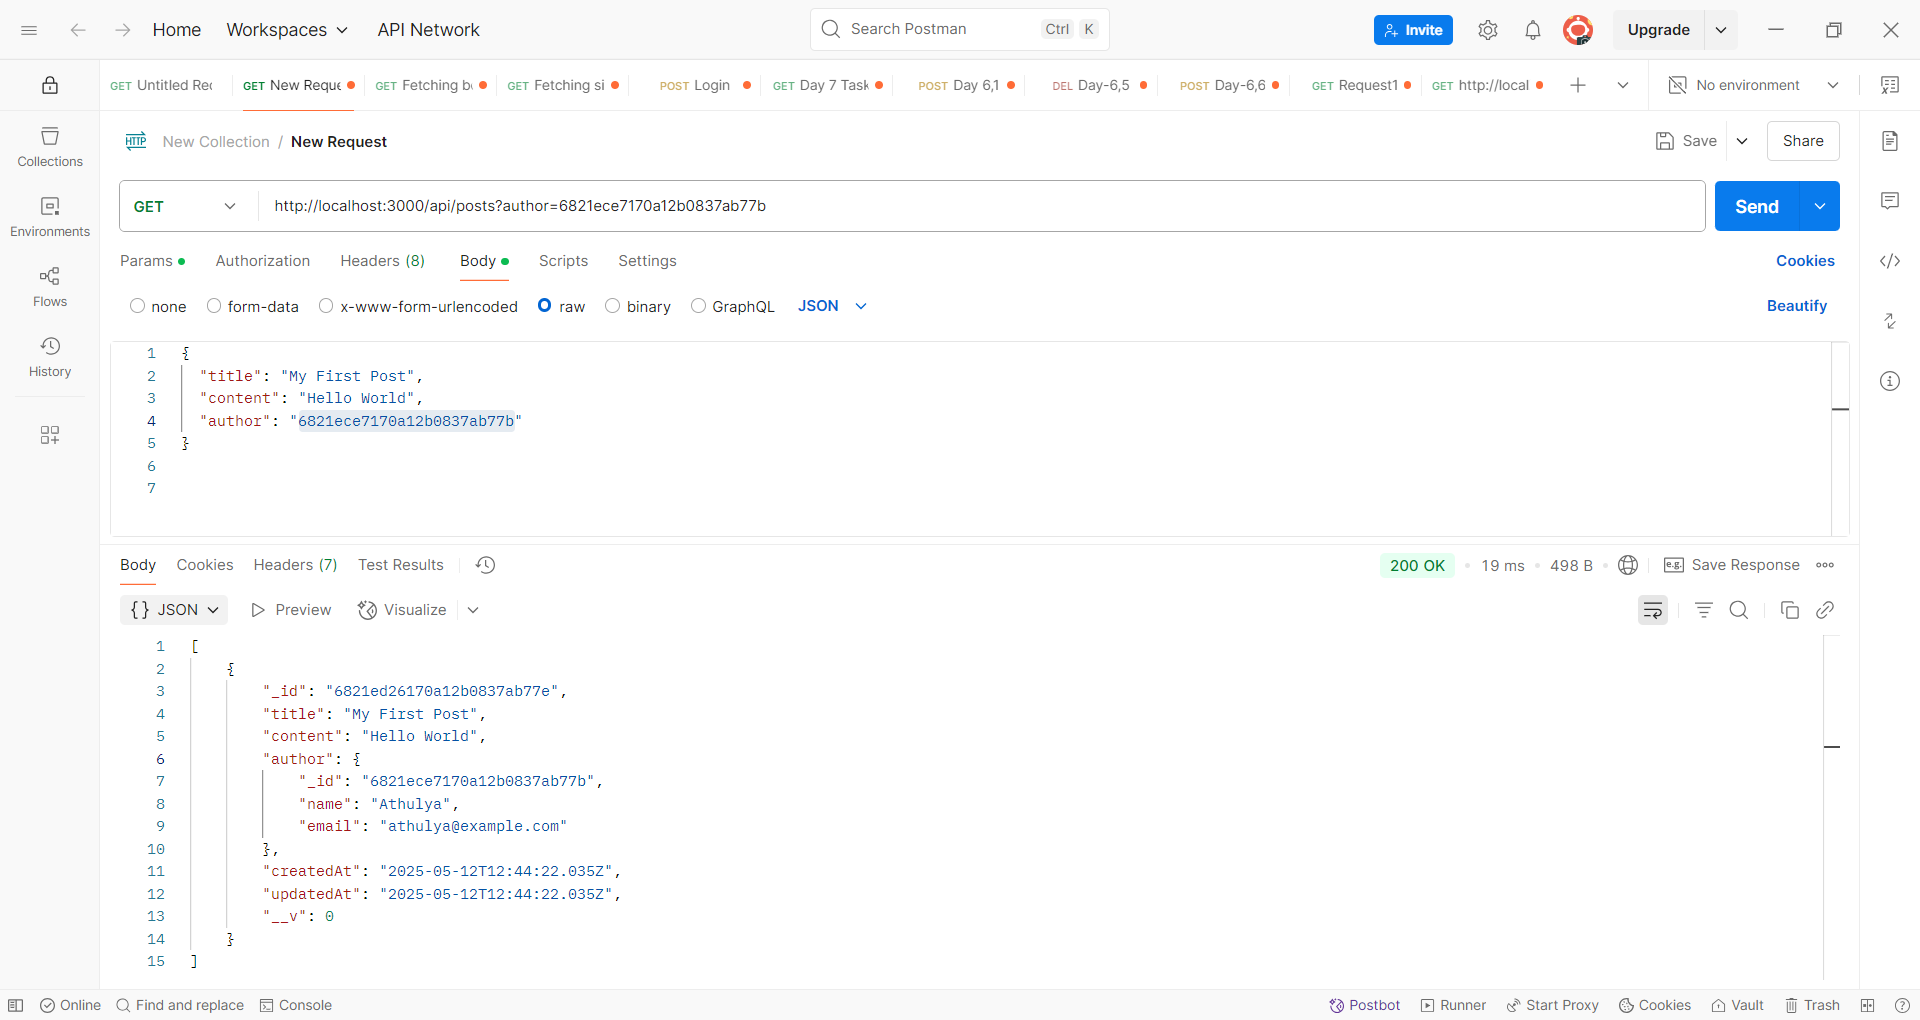 Home Workspaces API Network Search Postman Ctrl K Invite Upgrade
GET Untitled Rec GET New Reque GET Fetching b GET Fetching si POST Login GET Day 7 Task POST Day 6,1 DEL Day-6,5 POST Day-6,6 GET Request1 GET http://local No environment
HTTP New Collection / New Request Save Share
Collections
GET http://localhost:3000/api/posts?author=6821ece7170a12b0837ab77b Send
Environments
Params Authorization Headers (8) Body Scripts Settings Cookies
Flows
none form-data x-www-form-urlencoded raw binary GraphQL JSON Beautify
History
1 {
2 "title": "My First Post",
3 "content": "Hello World",
4 "author": "6821ece7170a12b0837ab77b"
5 }
6
7
Body Cookies Headers (7) Test Results 200 OK • 19 ms • 498 B • e.g. Save Response
{} JSON Preview Visualize
1 [
2 {
3 "_id": "6821ed26170a12b0837ab77e",
4 "title": "My First Post",
5 "content": "Hello World",
6 "author": {
7 "_id": "6821ece7170a12b0837ab77b",
8 "name": "Athulya",
9 "email": "athulya@example.com"
10 },
11 "createdAt": "2025-05-12T12:44:22.035Z",
12 "updatedAt": "2025-05-12T12:44:22.035Z",
13 "__v": 0
14 }
15 ]
Online Find and replace Console Postbot Runner Start Proxy Cookies Vault Trash